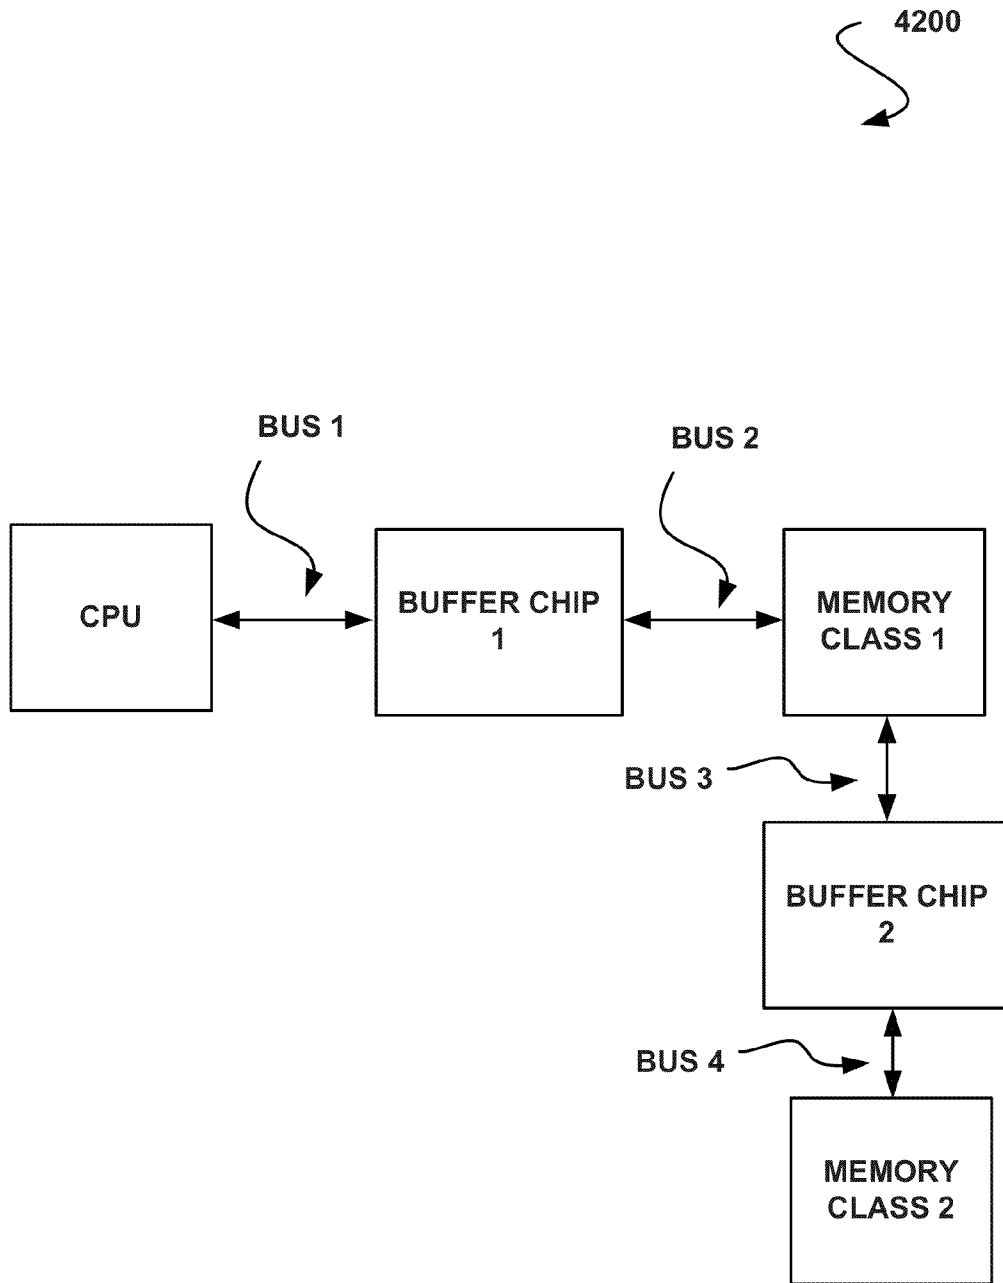 4200
BUS 1
BUS 2
CPU
BUFFER CHIP
1
MEMORY
CLASS 1
BUS 3
BUFFER CHIP
2
BUS 4
MEMORY
CLASS 2